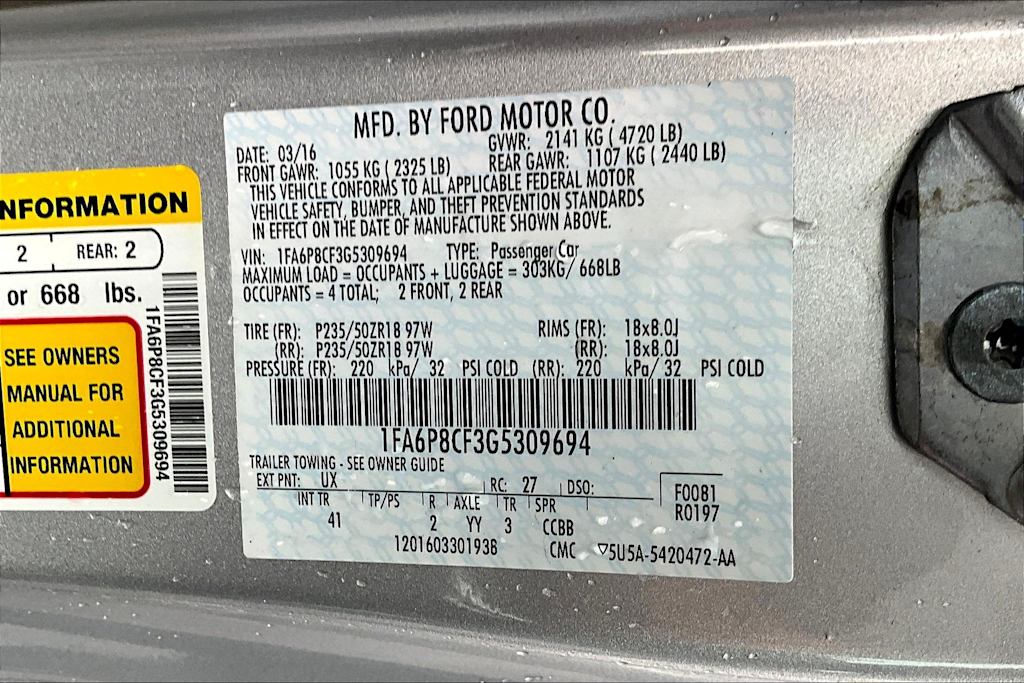 NFORMATION
2 REAR: 2
or 668 lbs.
SEE OWNERS
MANUAL FOR
ADDITIONAL
INFORMATION
1FA6P8CF3G5309694
MFD. BY FORD MOTOR CO.
DATE: 03/16 GVWR: 2141 KG ( 4720 LB)
FRONT GAWR: 1055 KG ( 2325 LB) REAR GAWR: 1107 KG ( 2440 LB)
THIS VEHICLE CONFORMS TO ALL APPLICABLE FEDERAL MOTOR
VEHICLE SAFETY, BUMPER, AND THEFT PREVENTION STANDARDS
IN EFFECT ON THE DATE OF MANUFACTURE SHOWN ABOVE.
VIN: 1FA6P8CF3G5309694 TYPE: Passenger Car
MAXIMUM LOAD = OCCUPANTS + LUGGAGE = 303KG/ 668LB
OCCUPANTS = 4 TOTAL; 2 FRONT, 2 REAR
TIRE (FR): P235/50ZR18 97W RIMS (FR): 18x8.0J
(RR): P235/50ZR18 97W (RR): 18x8.0J
PRESSURE (FR): 220 kPa/ 32 PSI COLD (RR): 220 kPa/ 32 PSI COLD
1FA6P8CF3G5309694
TRAILER TOWING - SEE OWNER GUIDE
EXT PNT: UX RC: 27 DSO: F0081
INT TR TP/PS R AXLE TR SPR R0197
41 2 YY 3 CCBB
1201603301938 CMC ▽5U5A-5420472-AA